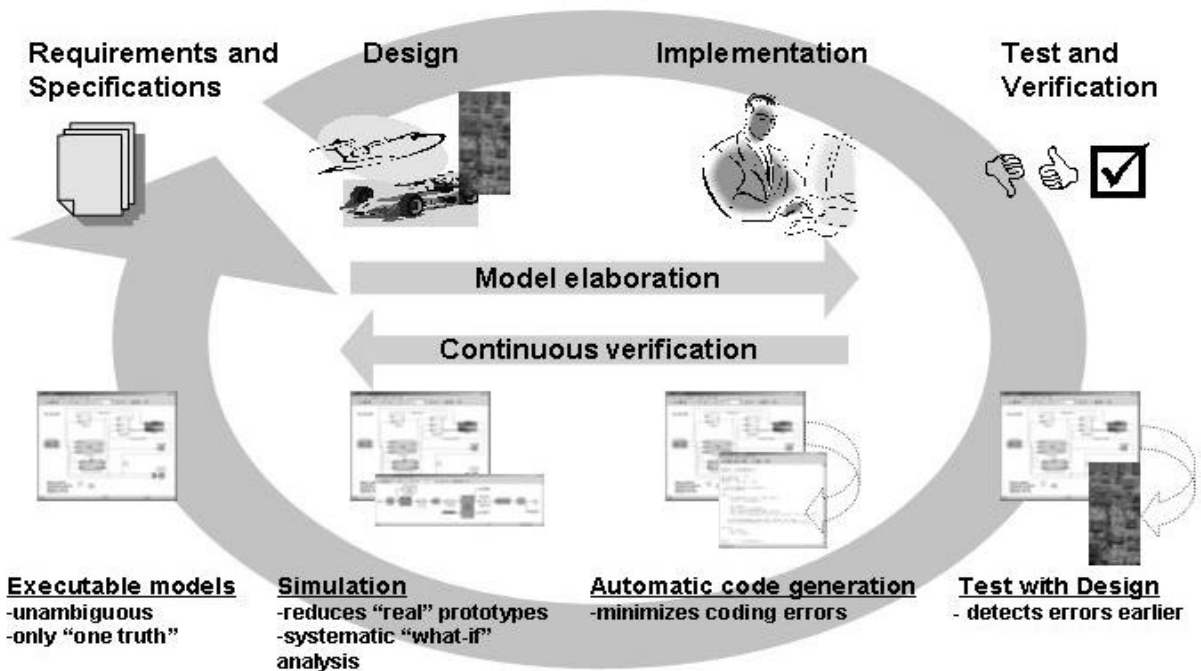 Requirements and
Specifications
Design
Implementation
Test and
Verification
Model elaboration
Continuous verification
Executable models
-unambiguous
-only “one truth”
Simulation
-reduces “real” prototypes
-systematic “what-if”
analysis
Automatic code generation
-minimizes coding errors
Test with Design
- detects errors earlier